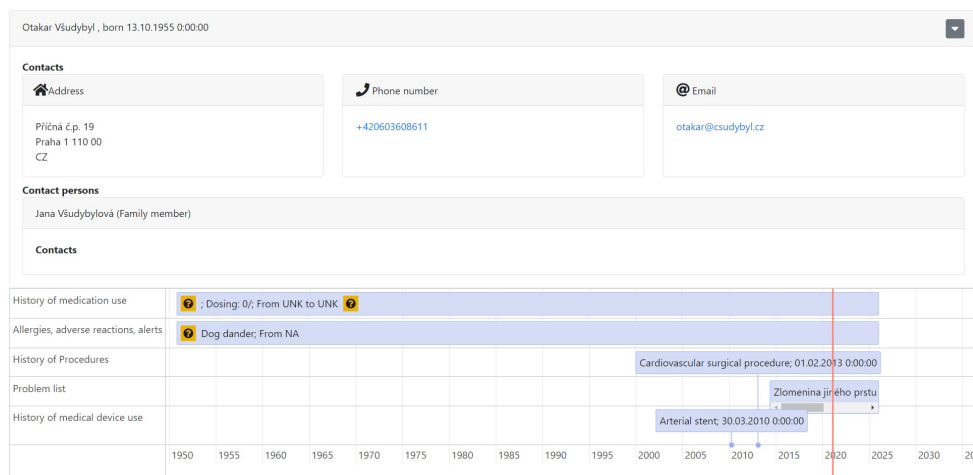 Otakar Všudybyl , born 13.10.1955 0:00:00
Contacts
Address
Phone number
@ Email
Příčná č.p. 19
Praha 1 110 00
CZ
+420603608611
otakar@csudybyl.cz
Contact persons
Jana Všudybylová (Family member)
Contacts
History of medication use
; Dosing: 0/; From UNK to UNK
Allergies, adverse reactions, alerts
Dog dander; From NA
History of Procedures
Cardiovascular surgical procedure; 01.02.2013 0:00:00
Problem list
Zlomenina jiného prstu
History of medical device use
Arterial stent; 30.03.2010 0:00:00
1950 1955 1960 1965 1970 1975 1980 1985 1990 1995 2000 2005 2010 2015 2020 2025 2030